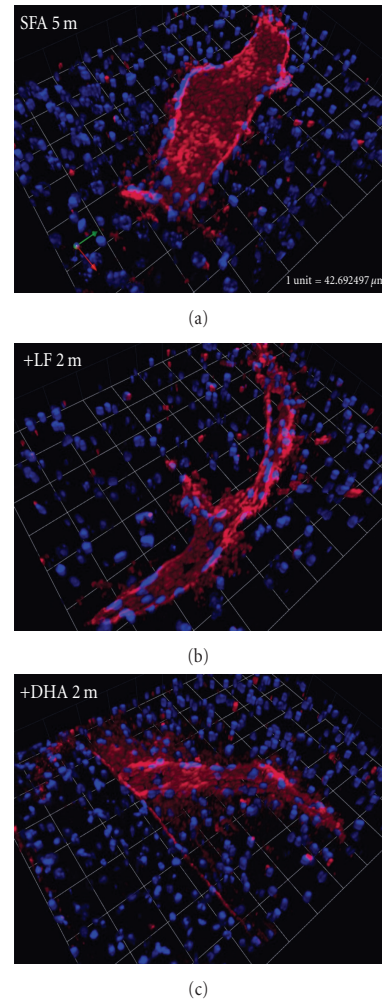 SFA 5 m
1 unit = 42.692497 µm
(a)
+LF 2 m
(b)
+DHA 2 m
(c)